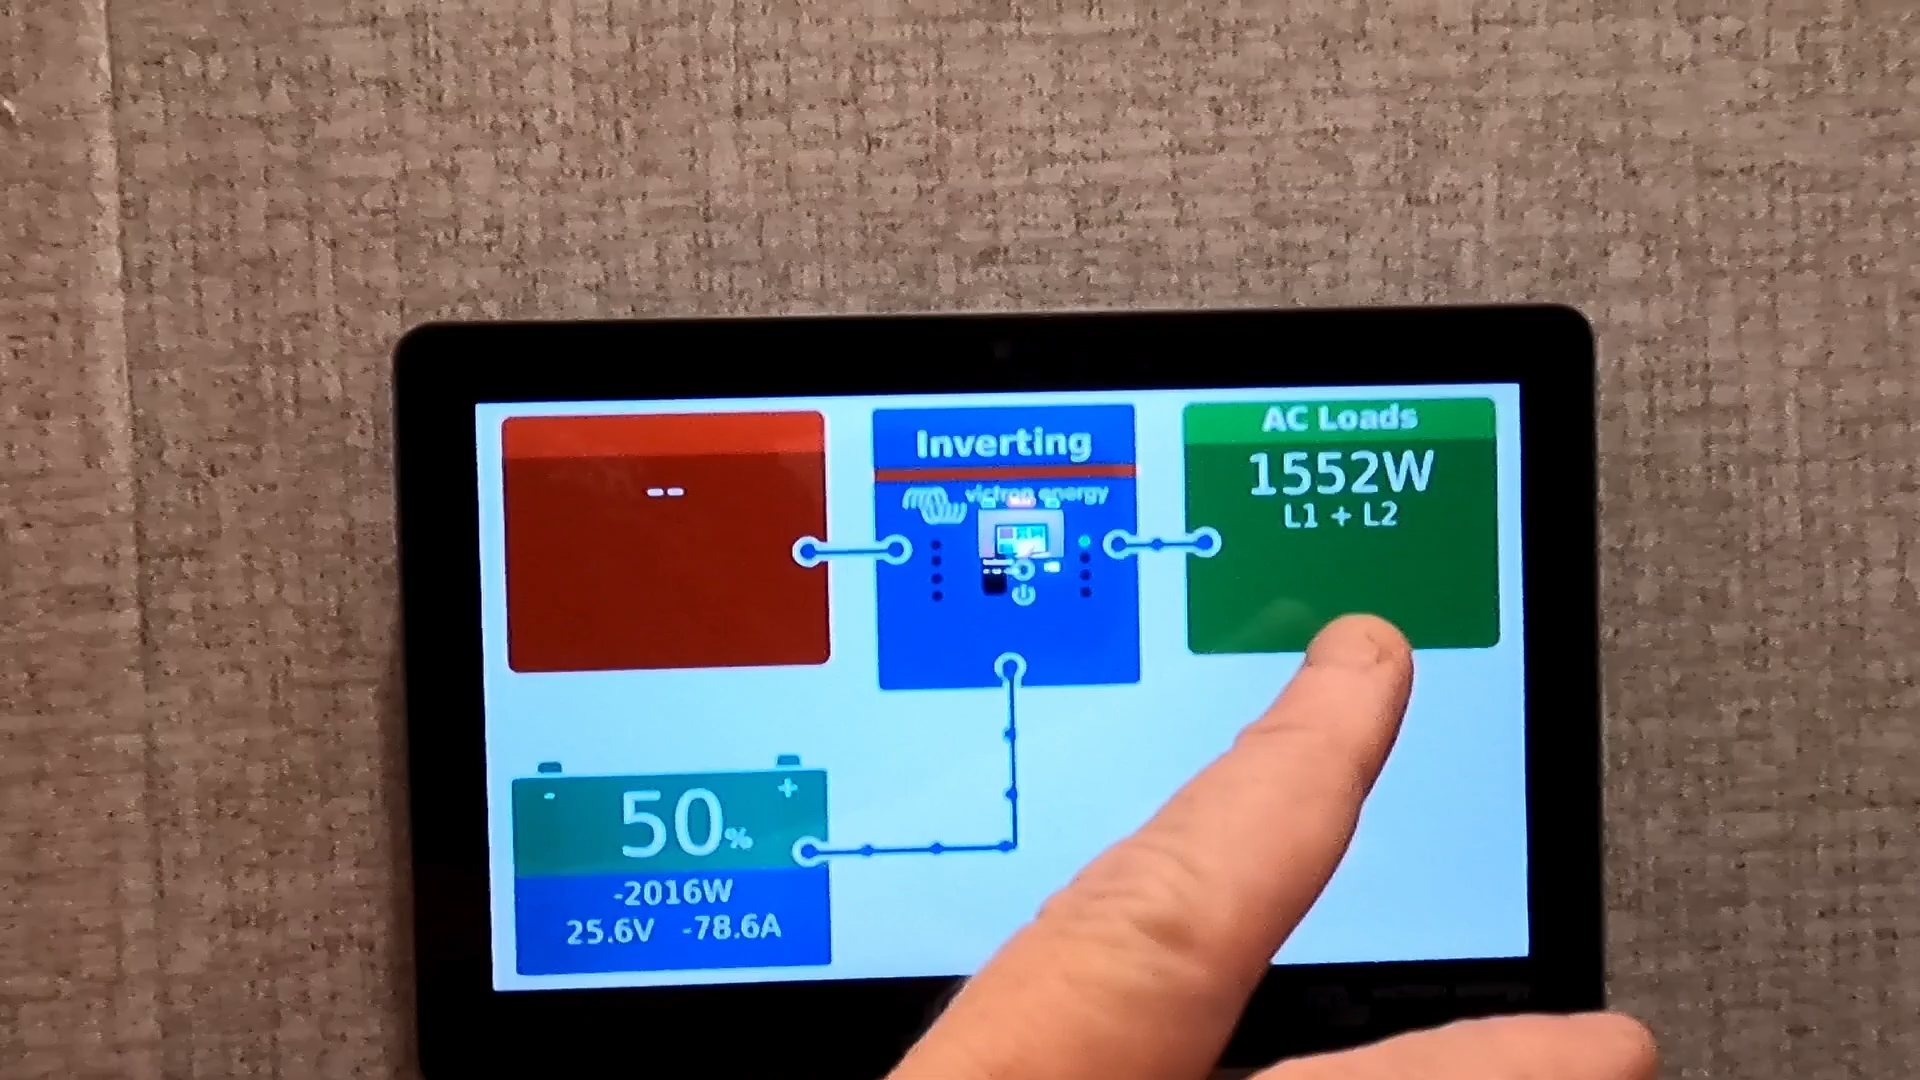 --
Inverting
victron energy
AC Loads
1552W
L1 + L2
- +
50%
-2016W
25.6V -78.6A